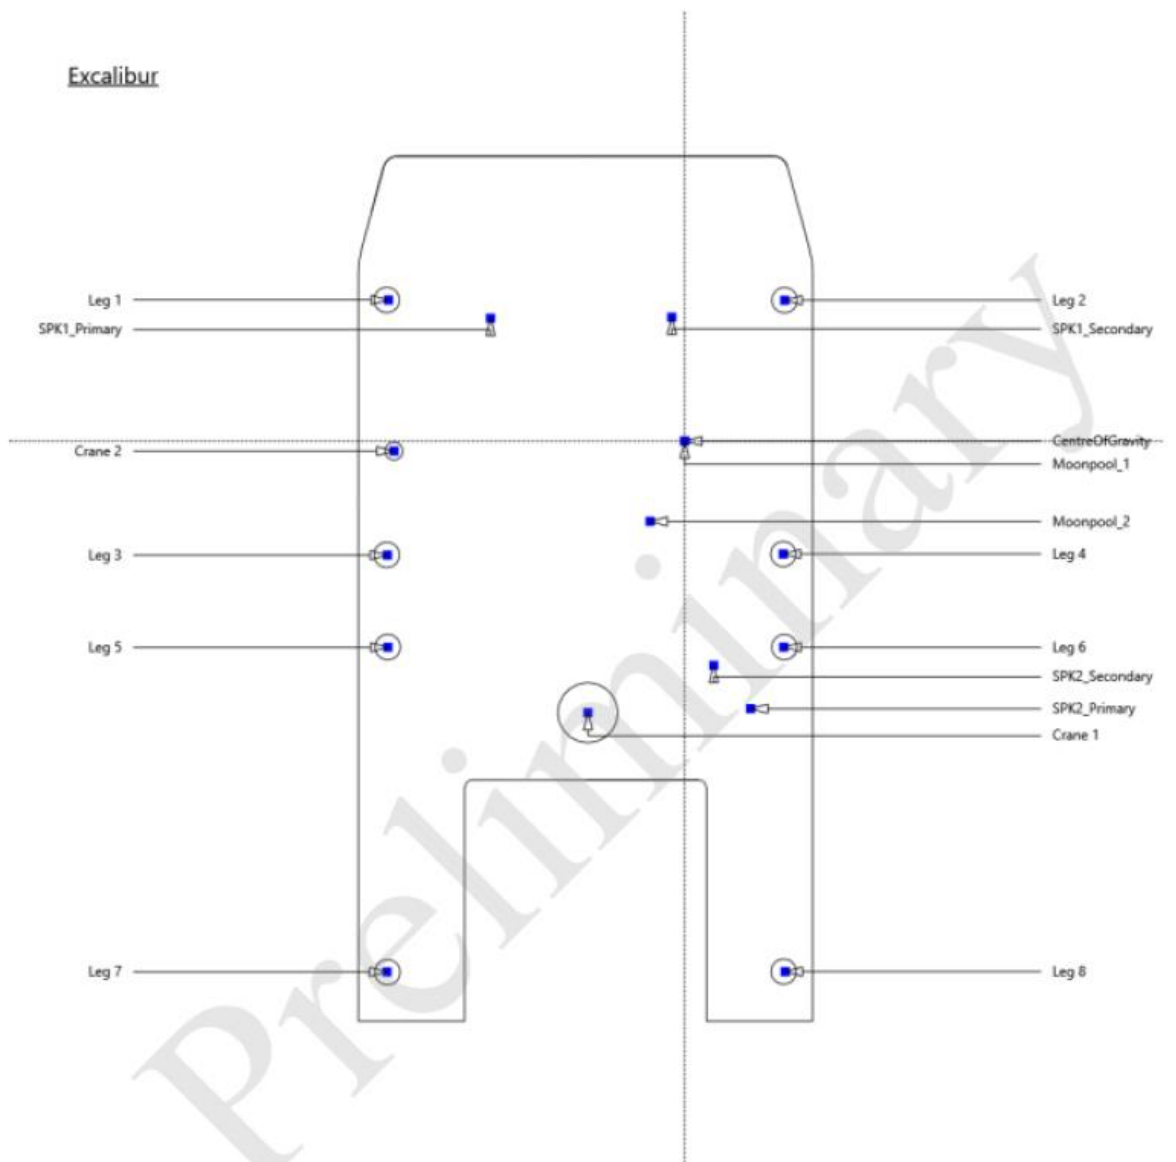 Excalibur
Leg 1
Leg 2
SPK1_Primary
SPK1_Secondary
CentreOfGravity
Crane 2
Moonpool_1
Moonpool_2
Leg 3
Leg 4
Leg 5
Leg 6
SPK2_Secondary
SPK2_Primary
Crane 1
Leg 7
Leg 8
Preliminary